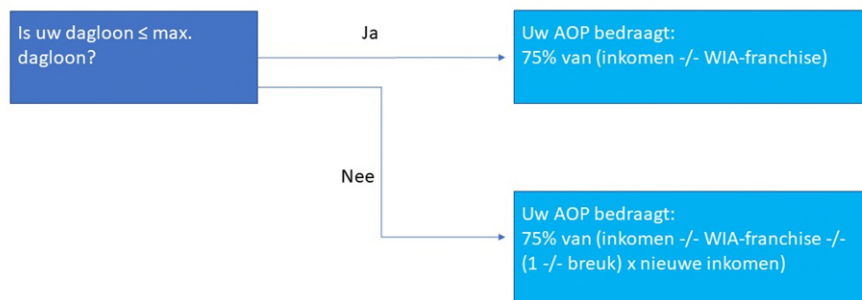 Is uw dagloon ≤ max.
dagloon?
Ja
Uw AOP bedraagt:
75% van (inkomen -/- WIA-franchise)
Nee
Uw AOP bedraagt:
75% van (inkomen -/- WIA-franchise -/-
(1 -/- breuk) x nieuwe inkomen)